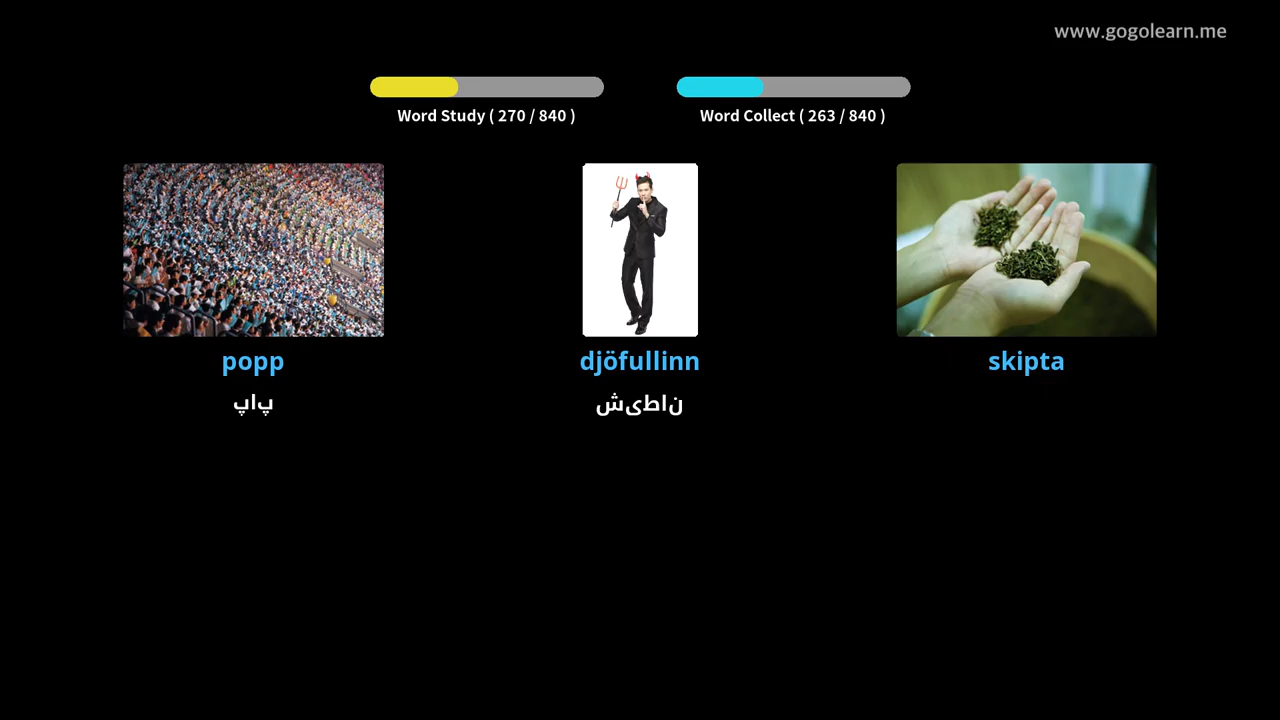 www.gogolearn.me
Word Study ( 270 / 840 )
Word Collect ( 263 / 840 )
popp
djöfullinn
skipta
پاپ
ناطیش